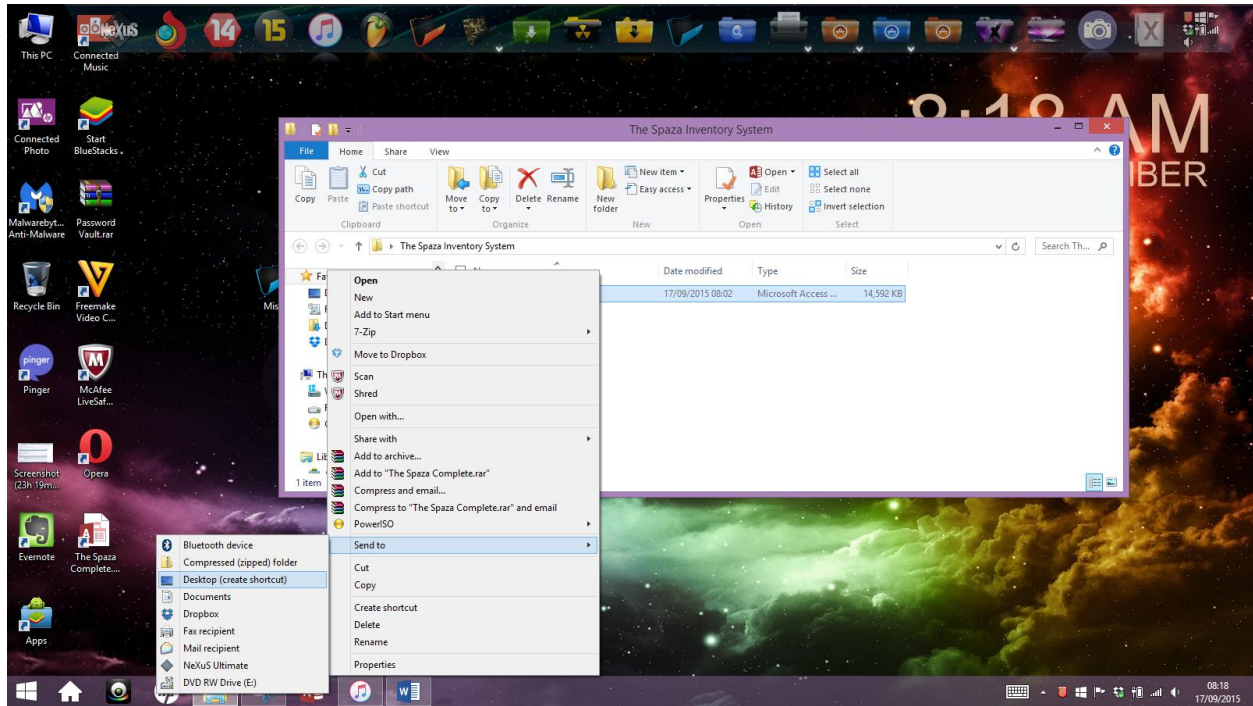 This PC
Connected
Music
NeXuS
14
15
X
8:18 AM
Connected
Photo
Start
BlueStacks
Malwarebyt...
Anti-Malware
Password
Vault.rar
Recycle Bin
Freemake
Video C...
pinger
Pinger
McAfee
LiveSaf...
Screenshot
(23h 19m...
Opera
Evernote
The Spaza
Complete....
Apps
The Spaza Inventory System
File Home Share View
Copy
Paste
Cut
Copy path
Paste shortcut
Clipboard
Move
to
Copy
to
Delete
Rename
Organize
New
folder
New item
Easy access
New
Properties
Open
Edit
History
Open
Select all
Select none
Invert selection
Select
The Spaza Inventory System
Search Th...
Date modified Type Size
17/09/2015 08:02 Microsoft Access ... 14,592 KB
1 item
Open
New
Add to Start menu
7-Zip
Move to Dropbox
Scan
Shred
Open with...
Share with
Add to archive...
Add to "The Spaza Complete.rar"
Compress and email...
Compress to "The Spaza Complete.rar" and email
PowerISO
Send to
Cut
Copy
Create shortcut
Delete
Rename
Properties
Bluetooth device
Compressed (zipped) folder
Desktop (create shortcut)
Documents
Dropbox
Fax recipient
Mail recipient
NeXuS Ultimate
DVD RW Drive (E:)
08:18
17/09/2015